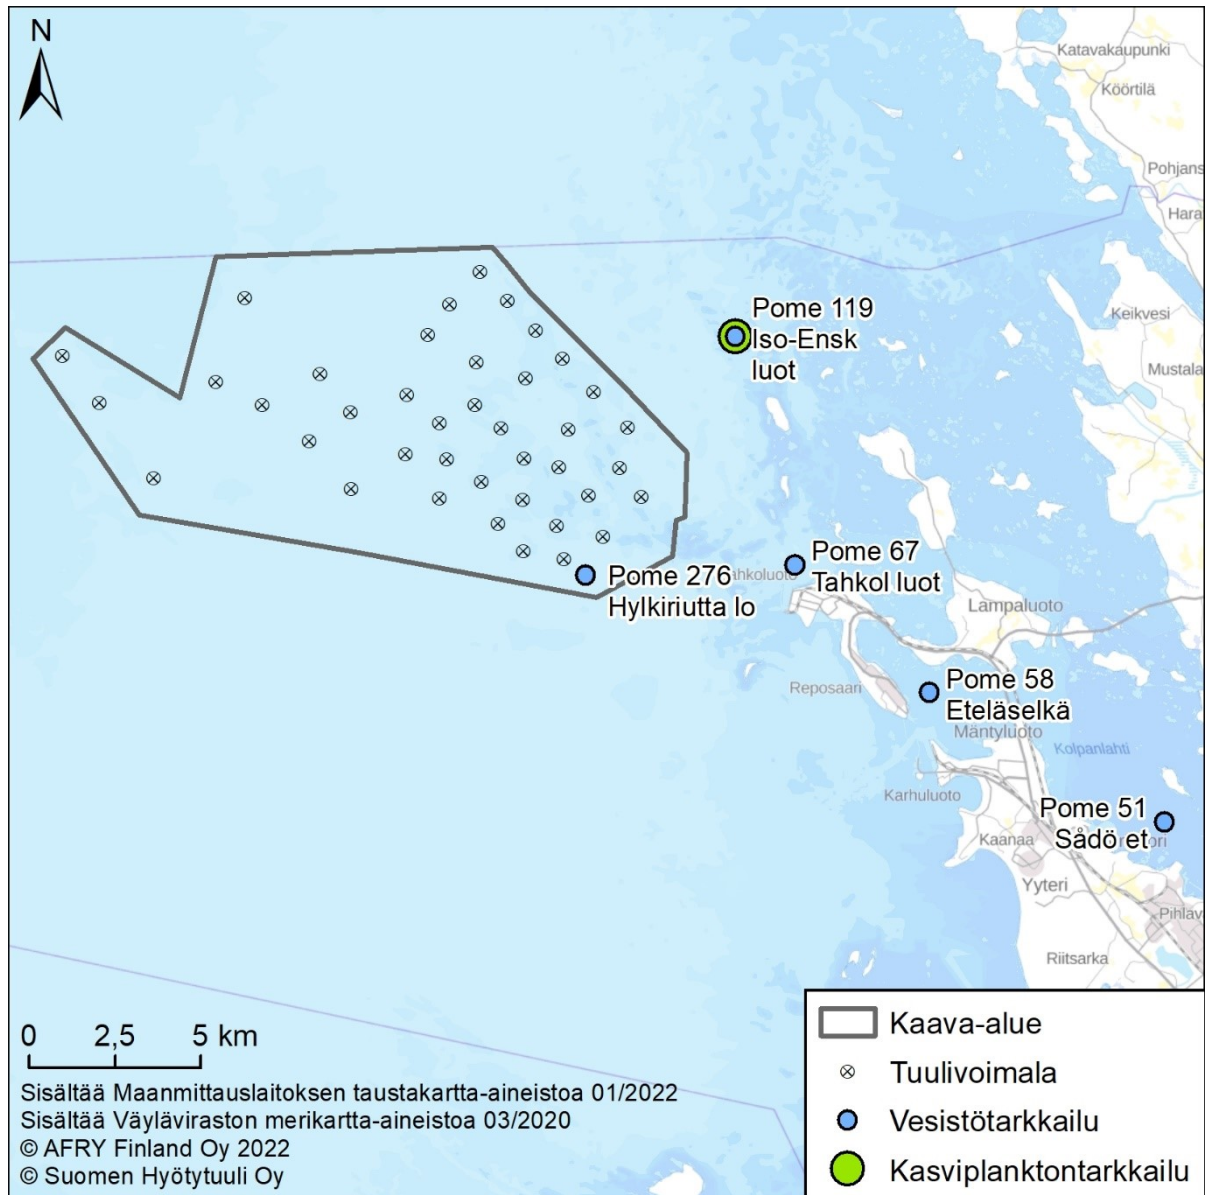 N
Katavakaupunki
Köörtilä
Pohjans
Hara
Keikvesi
Mustala
Pome 119
Iso-Ensk
luot
Pome 67
Tahkol luot
ahkoluoto
Pome 276
Hylkiriutta lo
Lampaluoto
Reposaari
Pome 58
Eteläselkä
Mäntyluoto
Kolpanlahti
Karhuluoto
Pome 51
Sådö et
ori
Kaanaa
Yyteri
Pihlav
Riitsarka
0 2,5 5 km
Sisältää Maanmittauslaitoksen taustakartta-aineistoa 01/2022
Sisältää Väyläviraston merikartta-aineistoa 03/2020
© AFRY Finland Oy 2022
© Suomen Hyötytuuli Oy
Kaava-alue
Tuulivoimala
Vesistötarkkailu
Kasviplanktontarkkailu